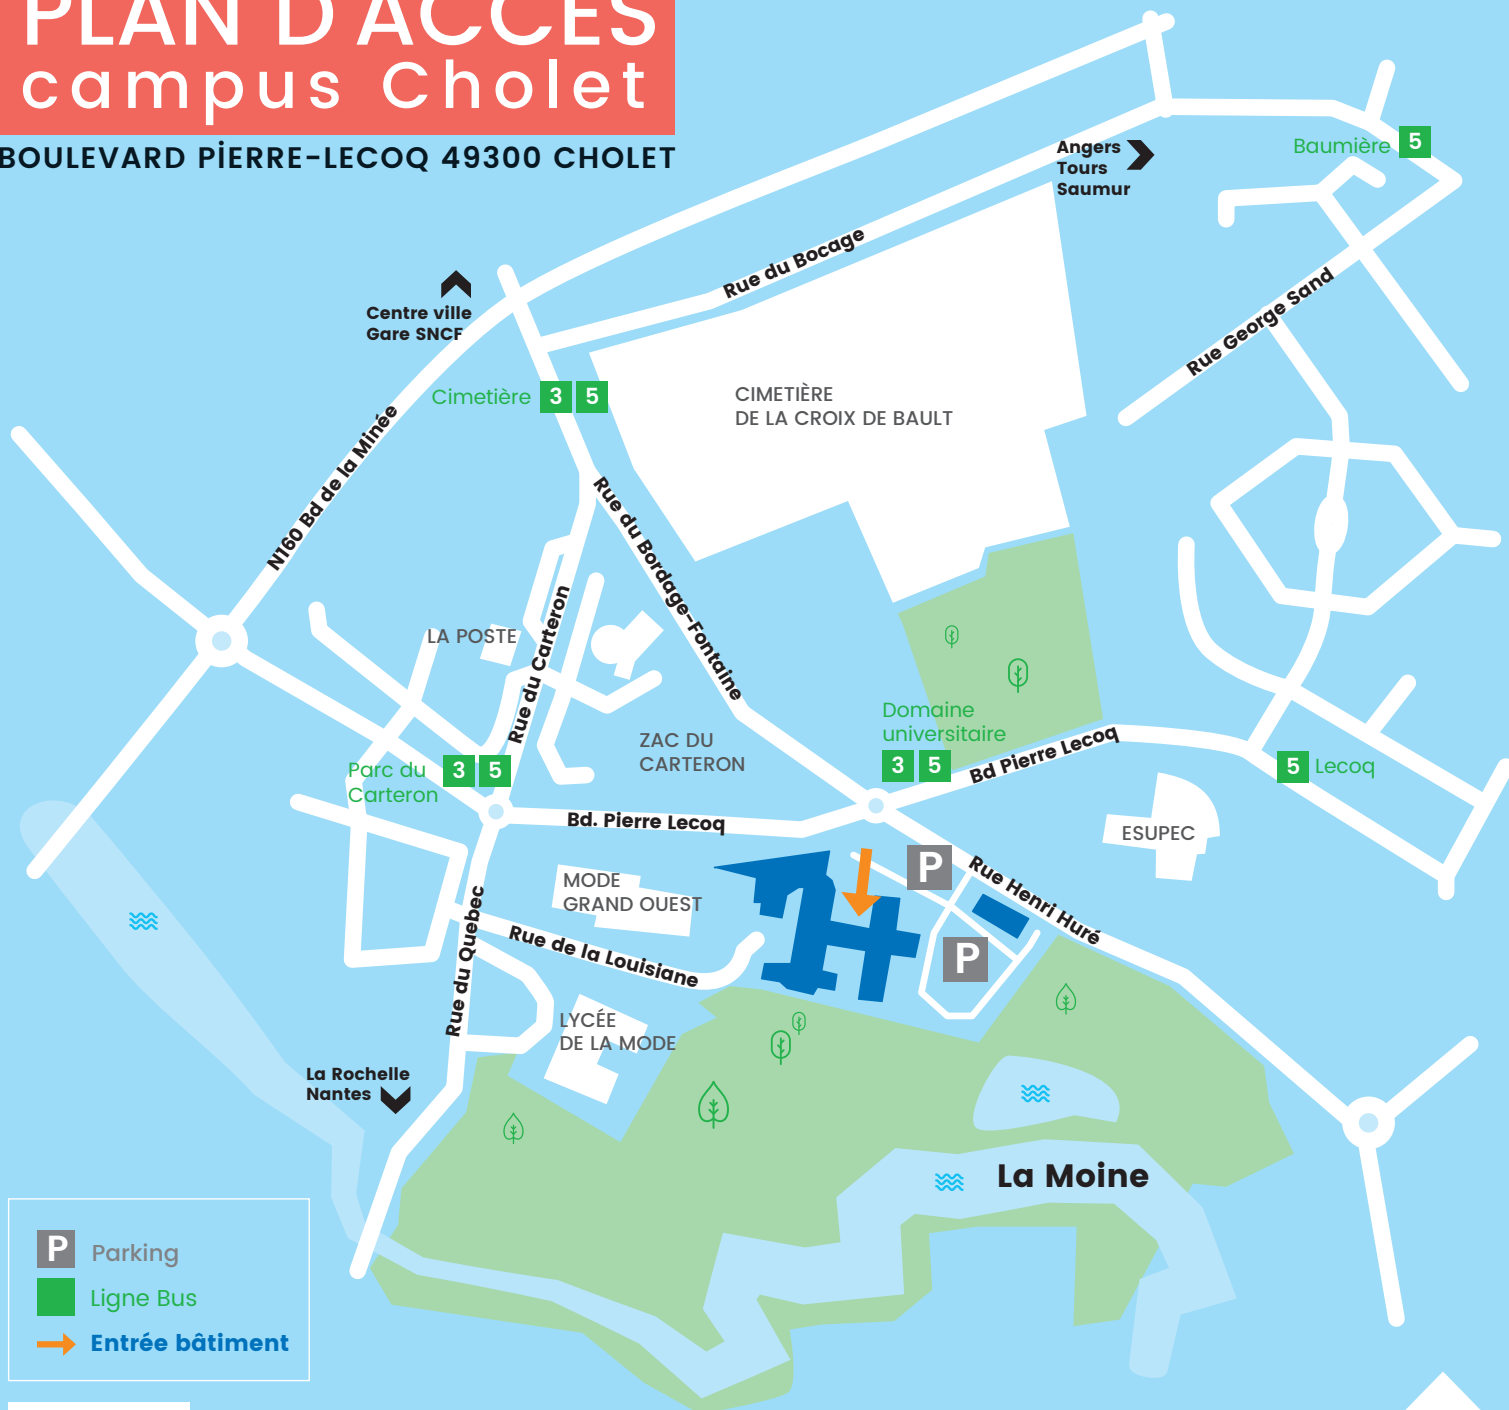 PLAN D'ACCÈS
campus Cholet
BOULEVARD PİERRE-LECOQ 49300 CHOLET
Angers
Tours
Saumur
Baumière 5
Rue du Bocage
Centre ville
Gare SNCF
Rue George Sand
Cimetière 3 5
CIMETIÈRE
DE LA CROIX DE BAULT
N160 Bd de la Minée
Rue du Bordage-Fontaine
LA POSTE
Rue du Carteron
Domaine
universitaire
3 5
ZAC DU
CARTERON
Bd Pierre Lecoq
Parc du
Carteron
3 5
5 Lecoq
Bd. Pierre Lecoq
ESUPEC
P
Rue Henri Huré
MODE
GRAND OUEST
Rue du Quebec
Rue de la Louisiane
P
LYCÉE
DE LA MODE
La Rochelle
Nantes
La Moine
P Parking
Ligne Bus
Entrée bâtiment